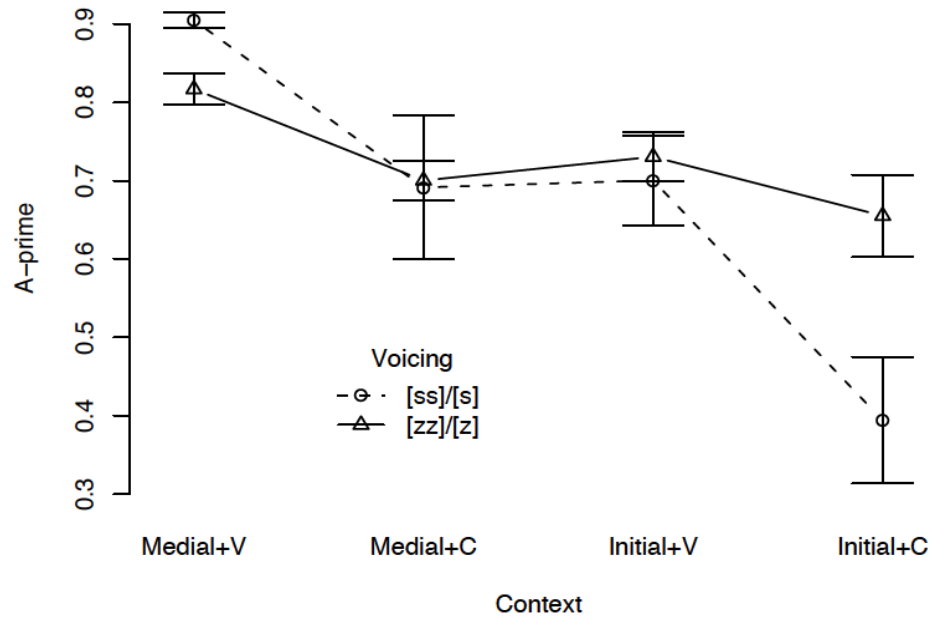 A−prime
0.9
0.8
0.7
0.6
0.5
0.4
0.3
Voicing
[ss]/[s]
[zz]/[z]
Medial+V Medial+C Initial+V Initial+C
Context